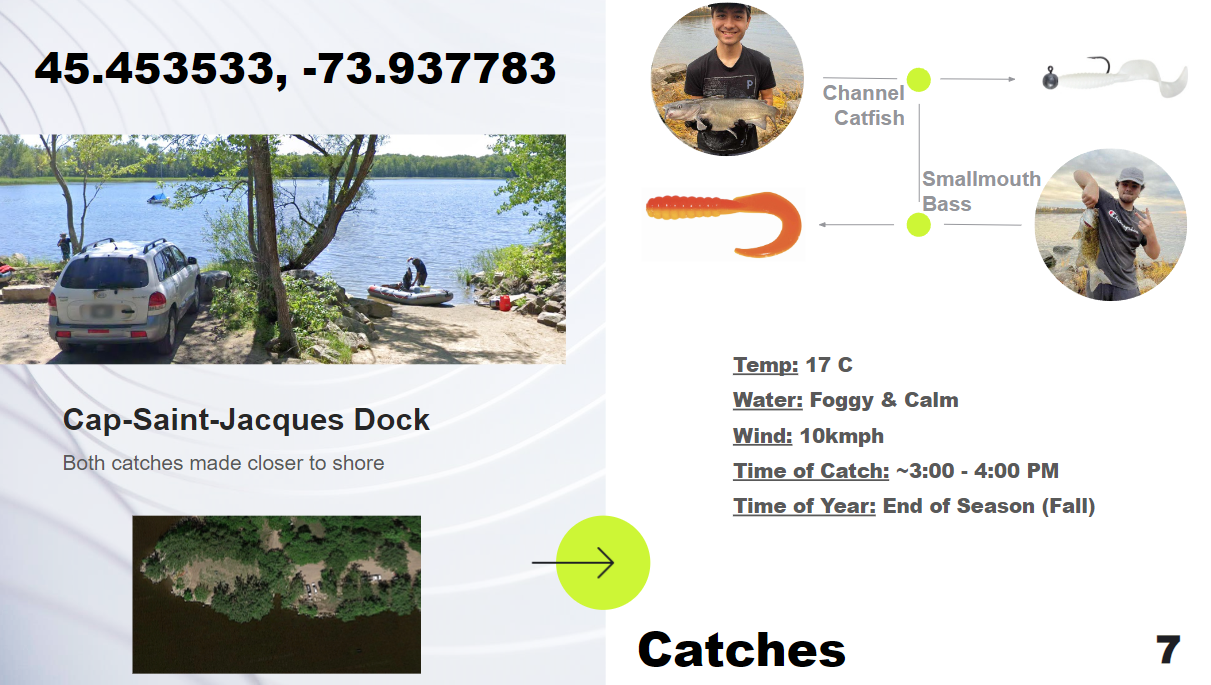 45.453533, -73.937783
Cap-Saint-Jacques Dock
Both catches made closer to shore
Channel
Catfish
Smallmouth
Bass
Temp: 17 C
Water: Foggy & Calm
Wind: 10kmph
Time of Catch: ~3:00 - 4:00 PM
Time of Year: End of Season (Fall)
Catches
7